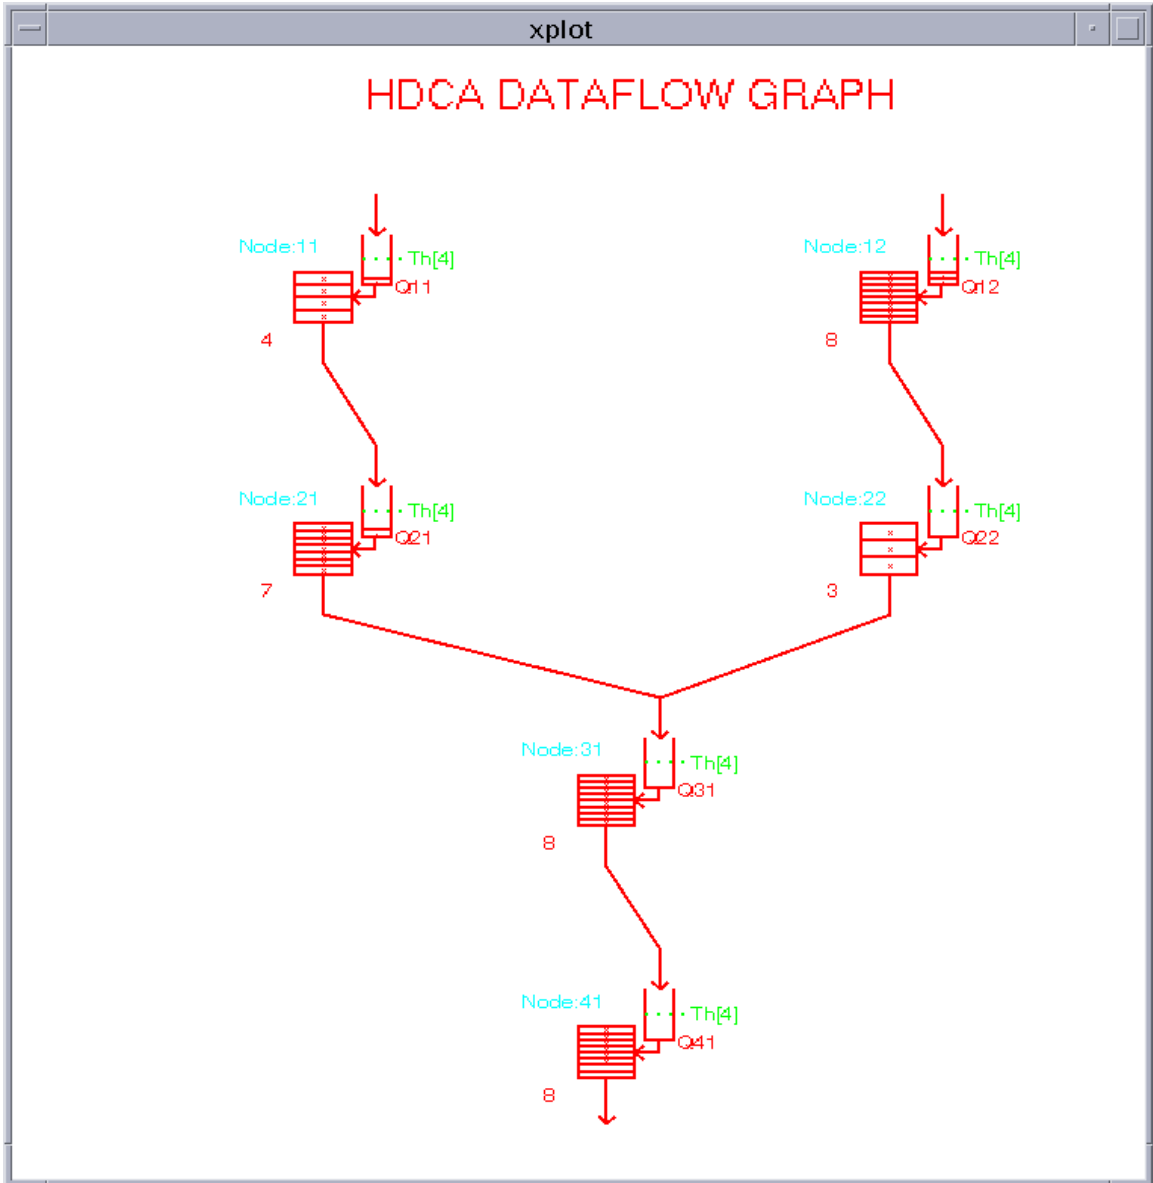 xplot
HDCA DATAFLOW GRAPH
Node:11
Th[4]
Q11
4
Node:12
Th[4]
Q12
8
Node:21
Th[4]
Q21
7
Node:22
Th[4]
Q22
3
Node:31
Th[4]
Q31
8
Node:41
Th[4]
Q41
8